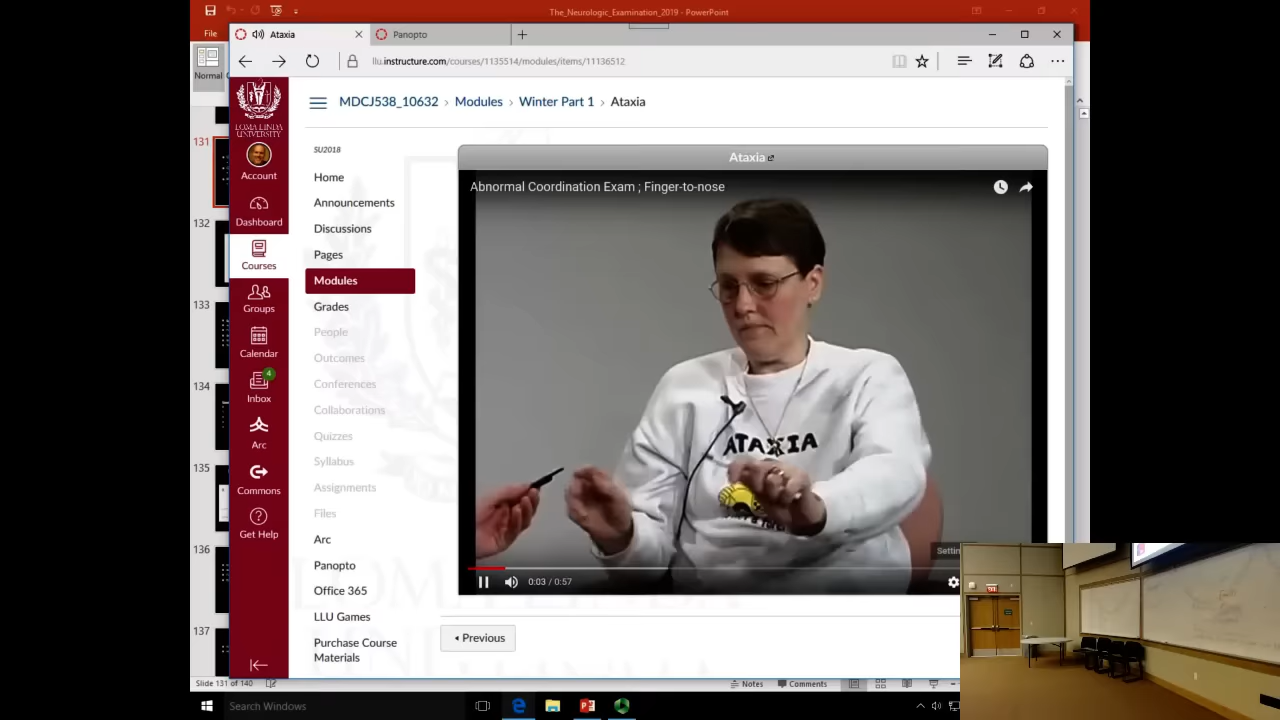 The_Neurologic_Examination_2019 - PowerPoint
File
Ataxia
Panopto
llu.instructure.com/courses/1135514/modules/items/11136512
Normal
LOMA LINDA
UNIVERSITY
MDCJ538_10632 > Modules > Winter Part 1 > Ataxia
131
132
133
134
135
136
137
Account
Dashboard
Courses
Groups
Calendar
4
Inbox
Arc
Commons
Get Help
SU2018
Home
Announcements
Discussions
Pages
Modules
Grades
People
Outcomes
Conferences
Collaborations
Quizzes
Syllabus
Assignments
Files
Arc
Panopto
Office 365
LLU Games
Purchase Course
Materials
Ataxia
Abnormal Coordination Exam ; Finger-to-nose
ATAXIA
Settin
0:03 / 0:57
Previous
Slide 131 of 140
Notes
Comments
Search Windows